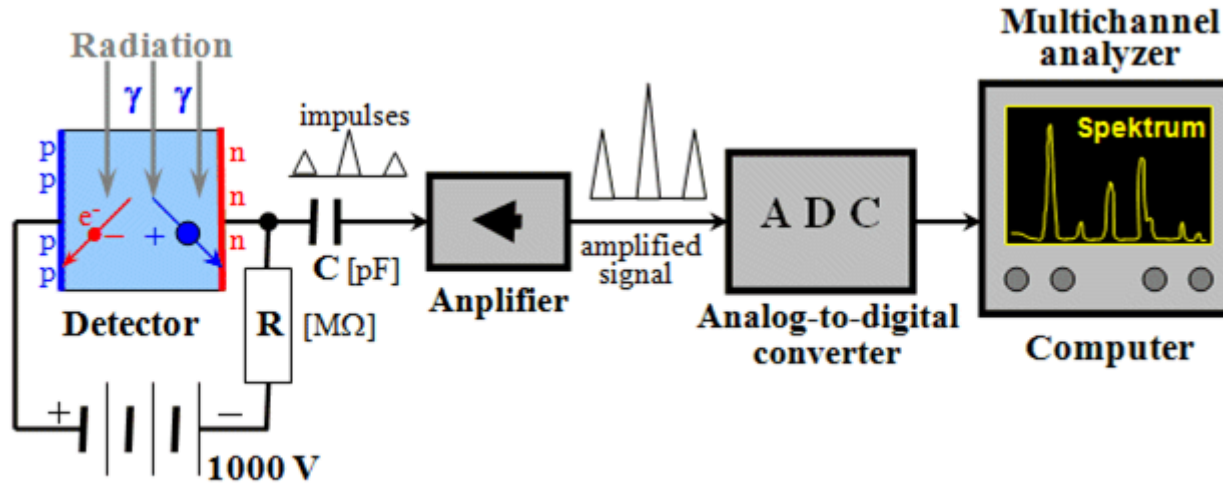 Radiation
γ γ
p
p
p
p
n
n
n
e-
−
+
Detector
+
−
1000 V
R
[MΩ]
impulses
C [pF]
Anplifier
amplified
signal
A D C
Analog-to-digital
converter
Multichannel
analyzer
Spektrum
Computer